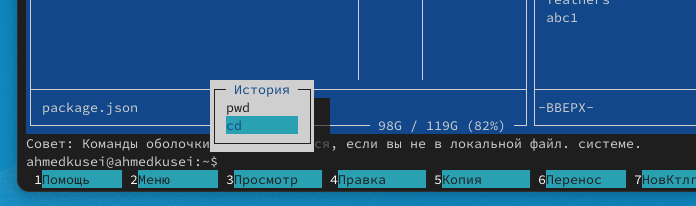 abc1
История
pwd
package.json
-ВВЕРХ-
cd
98G / 119G (82%)
Совет: Команды оболочки ся, если вы не в локальной файл. системе.
ahmedkusei@ahmedkusei:~$
1Помощь 2Меню 3Просмотр 4Правка 5Копия 6Перенос 7НовКтлг